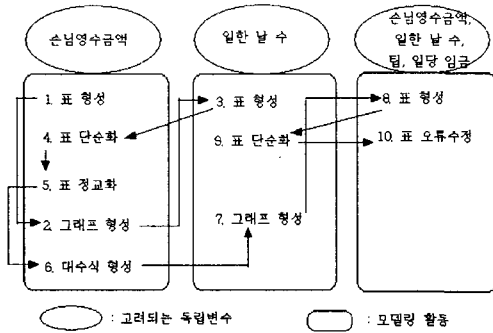 손님영수금액
일한 날 수
손님영수금액,
일한 날 수,
팁, 일당 임금
1. 표 형성
4. 표 단순화
5. 표 정교화
2. 그래프 형성
6. 대수식 형성
3. 표 형성
9. 표 단순화
7. 그래프 형성
8. 표 형성
10. 표 오류수정
: 고려되는 독립변수
: 모델링 활동